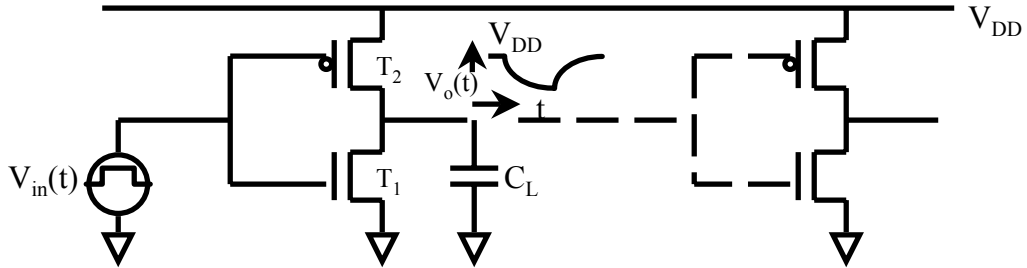 V_DD
V_DD
T_2
V_o(t)
t
V_in(t)
T_1
C_L